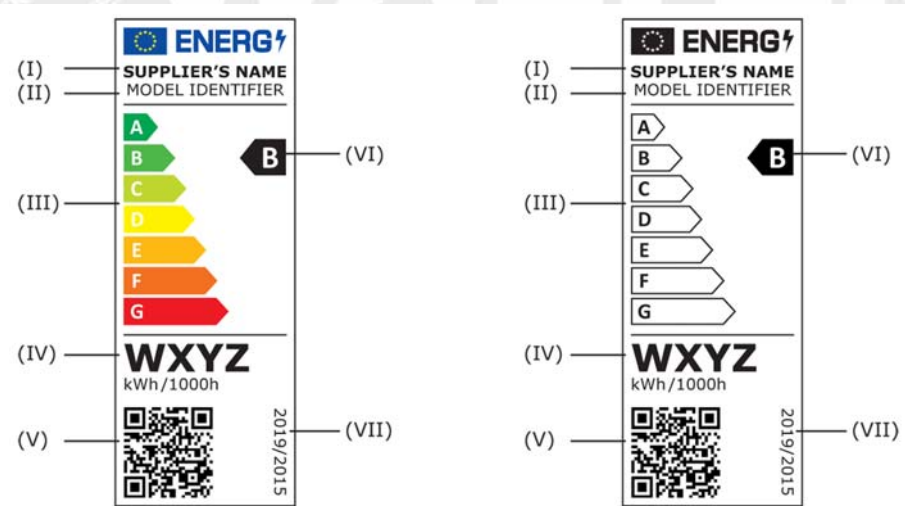 ENERG
(I) SUPPLIER'S NAME
(II) MODEL IDENTIFIER
A
B B (VI)
C
(III)
D
E
F
G
(IV) WXYZ
kWh/1000h
(V) 2019/2015 (VII)
ENERG
(I) SUPPLIER'S NAME
(II) MODEL IDENTIFIER
A
B B (VI)
C
(III)
D
E
F
G
(IV) WXYZ
kWh/1000h
(V) 2019/2015 (VII)